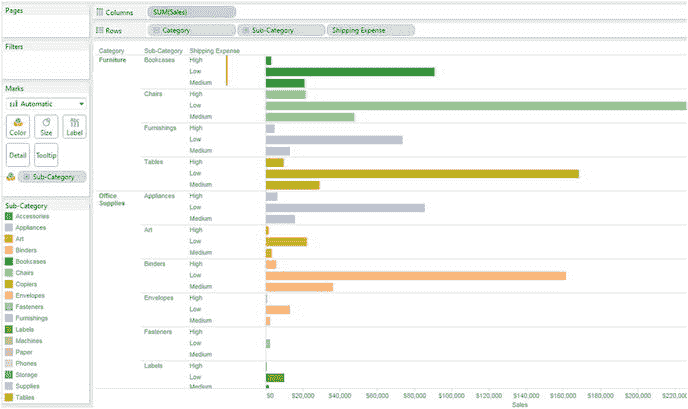 Pages
Columns SUM(Sales)
Rows Category Sub-Category Shipping Expense
Filters
Marks
Automatic
Color Size Label
Detail Tooltip
Sub-Category
Sub-Category
Accessories
Appliances
Art
Binders
Bookcases
Chairs
Copiers
Envelopes
Fasteners
Furnishings
Labels
Machines
Paper
Phones
Storage
Supplies
Tables
Category Sub-Category Shipping Expense
Furniture Bookcases High
Low
Medium
Chairs High
Low
Medium
Furnishings High
Low
Medium
Tables High
Low
Medium
Office Supplies Appliances High
Low
Medium
Art High
Low
Medium
Binders High
Low
Medium
Envelopes High
Low
Medium
Fasteners High
Low
Medium
Labels High
Low
Medium
$0 $20,000 $40,000 $60,000 $80,000 $100,000 $120,000 $140,000 $160,000 $180,000 $200,000 $220,000
Sales